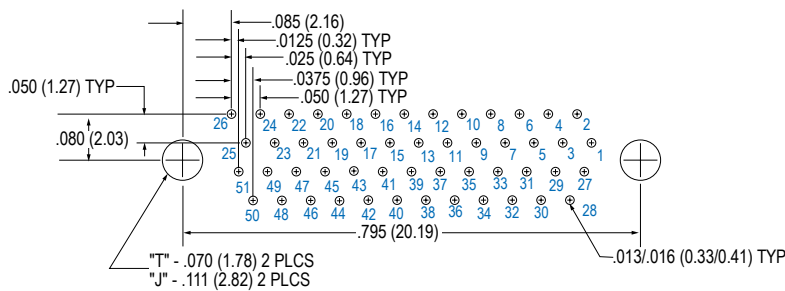 .085 (2.16)
.0125 (0.32) TYP
.025 (0.64) TYP
.0375 (0.96) TYP
.050 (1.27) TYP
.050 (1.27) TYP
.080 (2.03)
26 24 22 20 18 16 14 12 10 8 6 4 2
25 23 21 19 17 15 13 11 9 7 5 3 1
51 49 47 45 43 41 39 37 35 33 31 29 27
50 48 46 44 42 40 38 36 34 32 30 28
.795 (20.19)
.013/.016 (0.33/0.41) TYP
"T" - .070 (1.78) 2 PLCS
"J" - .111 (2.82) 2 PLCS